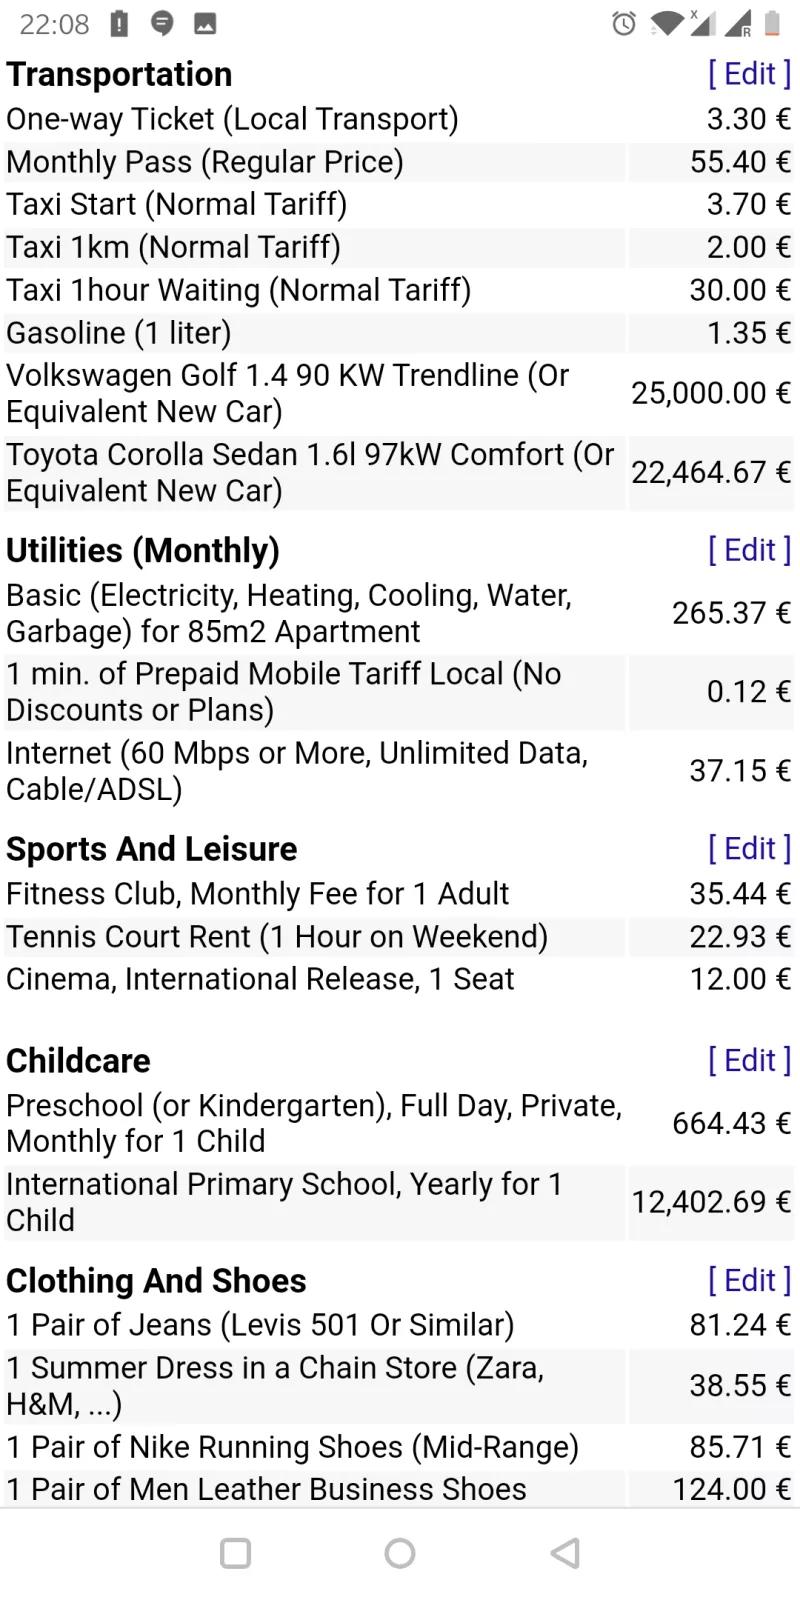 22:08
Transportation [ Edit ]
One-way Ticket (Local Transport) 3.30 €
Monthly Pass (Regular Price) 55.40 €
Taxi Start (Normal Tariff) 3.70 €
Taxi 1km (Normal Tariff) 2.00 €
Taxi 1hour Waiting (Normal Tariff) 30.00 €
Gasoline (1 liter) 1.35 €
Volkswagen Golf 1.4 90 KW Trendline (Or
Equivalent New Car) 25,000.00 €
Toyota Corolla Sedan 1.6l 97kW Comfort (Or
Equivalent New Car) 22,464.67 €
Utilities (Monthly) [ Edit ]
Basic (Electricity, Heating, Cooling, Water,
Garbage) for 85m2 Apartment 265.37 €
1 min. of Prepaid Mobile Tariff Local (No
Discounts or Plans) 0.12 €
Internet (60 Mbps or More, Unlimited Data,
Cable/ADSL) 37.15 €
Sports And Leisure [ Edit ]
Fitness Club, Monthly Fee for 1 Adult 35.44 €
Tennis Court Rent (1 Hour on Weekend) 22.93 €
Cinema, International Release, 1 Seat 12.00 €
Childcare [ Edit ]
Preschool (or Kindergarten), Full Day, Private,
Monthly for 1 Child 664.43 €
International Primary School, Yearly for 1
Child 12,402.69 €
Clothing And Shoes [ Edit ]
1 Pair of Jeans (Levis 501 Or Similar) 81.24 €
1 Summer Dress in a Chain Store (Zara,
H&M, ...) 38.55 €
1 Pair of Nike Running Shoes (Mid-Range) 85.71 €
1 Pair of Men Leather Business Shoes 124.00 €